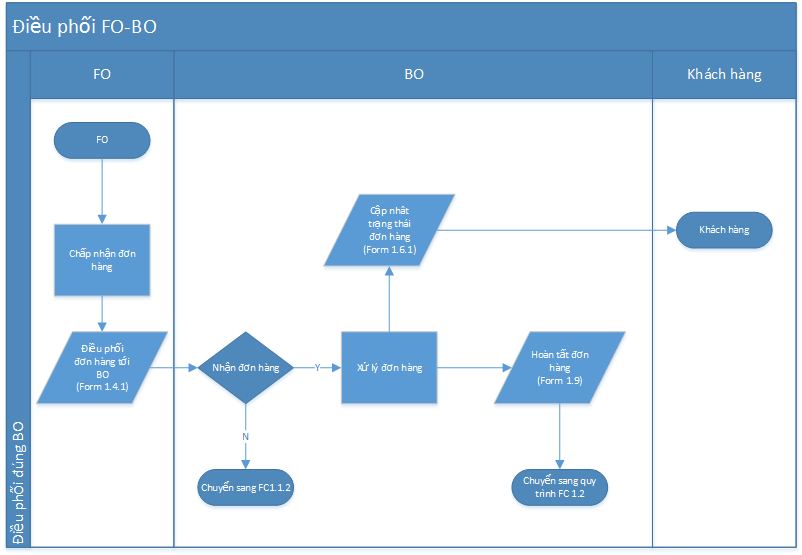 Điều phối FO-BO
FO
BO
Khách hàng
FO
Cập nhât
trạng thái
đơn hàng
(Form 1.6.1)
Khách hàng
Chấp nhận đơn
hàng
Điều phối
đơn hàng tới
BO
(Form 1.4.1)
Nhận đơn hàng
Y
Xử lý đơn hàng
Hoàn tất đơn
hàng
(Form 1.9)
N
Chuyển sang FC1.1.2
Chuyển sang quy
trình FC 1.2
Điều phối đúng BO